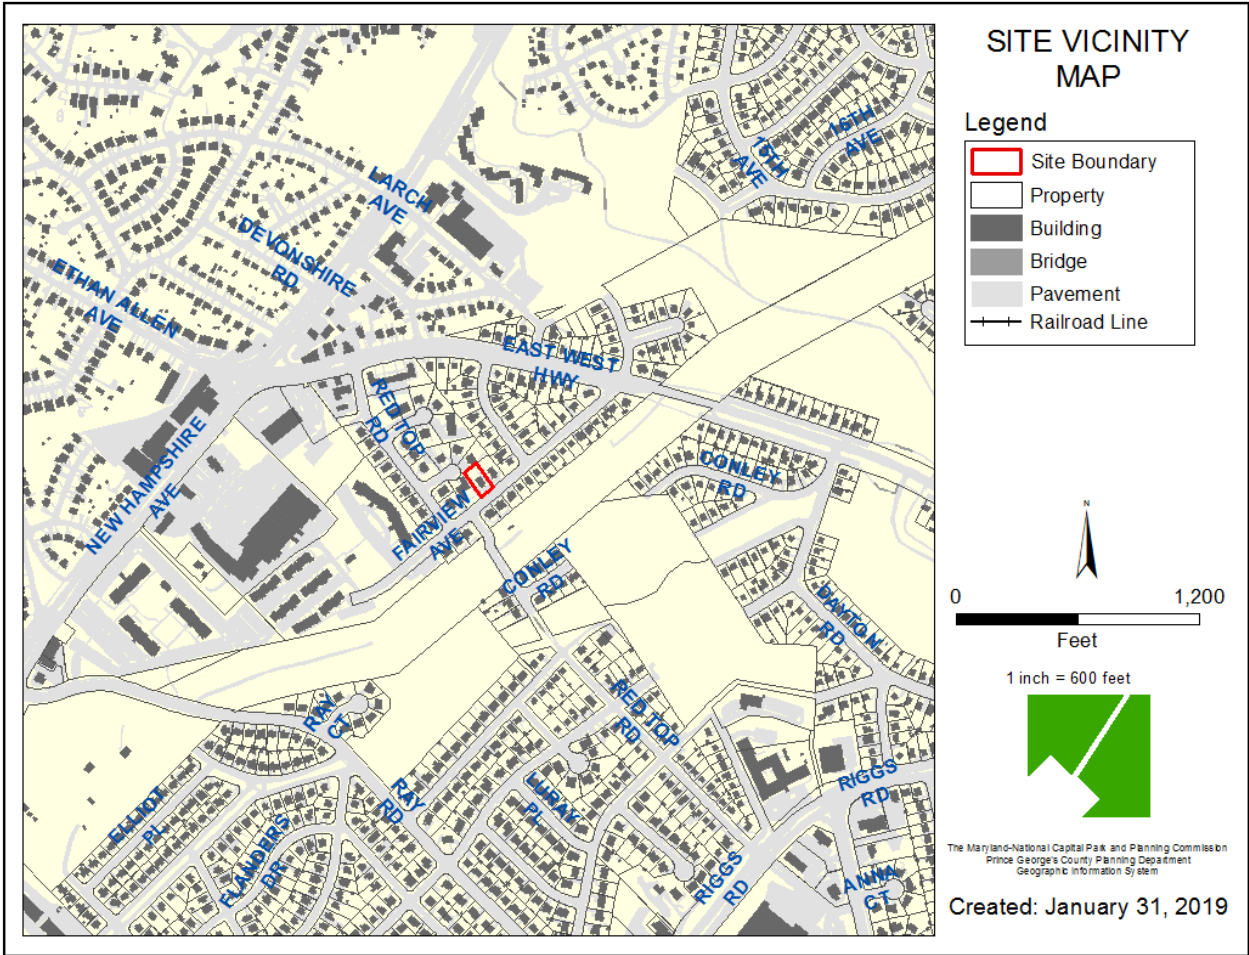 SITE VICINITY
MAP
Legend
Site Boundary
Property
Building
Bridge
Pavement
Railroad Line
16TH
AVE
16TH
AVE
LARCH
AVE
DEVONSHIRE
RD
ETHAN ALLEN
AVE
EAST WEST
HWY
RED TOP
RD
NEW HAMPSHIRE
AVE
CONLEY
RD
FAIRVIEW
AVE
CONLEY
RD
DAYTON
RD
RED TOP
RD
RAY
CT
RAY
RD
LURAY
PL
RIGGS
RD
ELLIOT
PL
FLANDERS
DR
RIGGS
RD
ANNA
CT
N
0 1,200
Feet
1 inch = 600 feet
The Maryland-National Capital Park and Planning Commission
Prince George's County Planning Department
Geographic Information System
Created: January 31, 2019